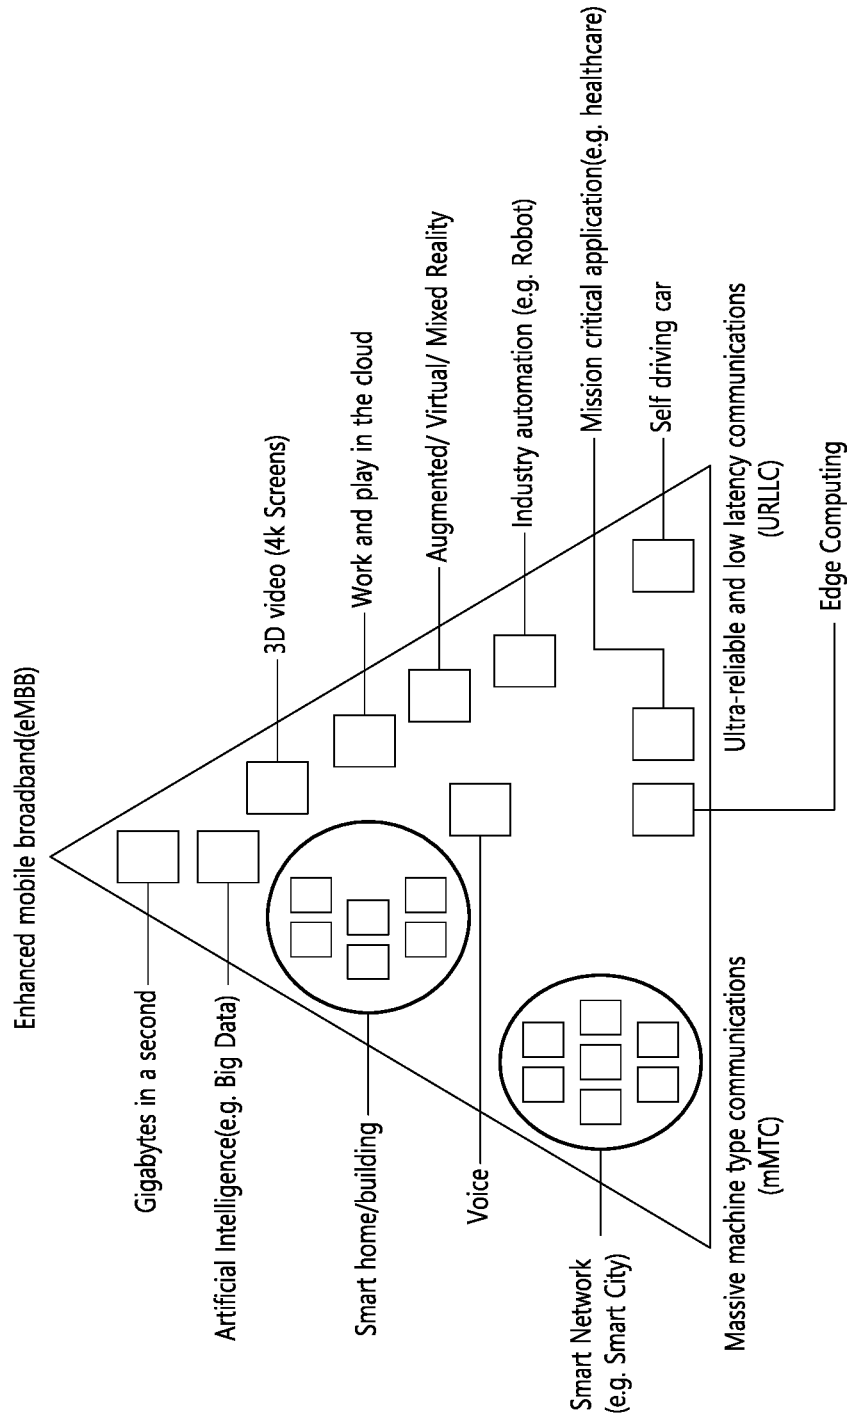 Enhanced mobile broadband(eMBB)
Gigabytes in a second
Artificial Intelligence(e.g. Big Data)
3D video (4k Screens)
Smart home/building
Work and play in the cloud
Augmented/ Virtual/ Mixed Reality
Voice
Industry automation (e.g. Robot)
Smart Network
(e.g. Smart City)
Mission critical application(e.g. healthcare)
Self driving car
Massive machine type communications
(mMTC)
Ultra-reliable and low latency communications
(URLLC)
Edge Computing